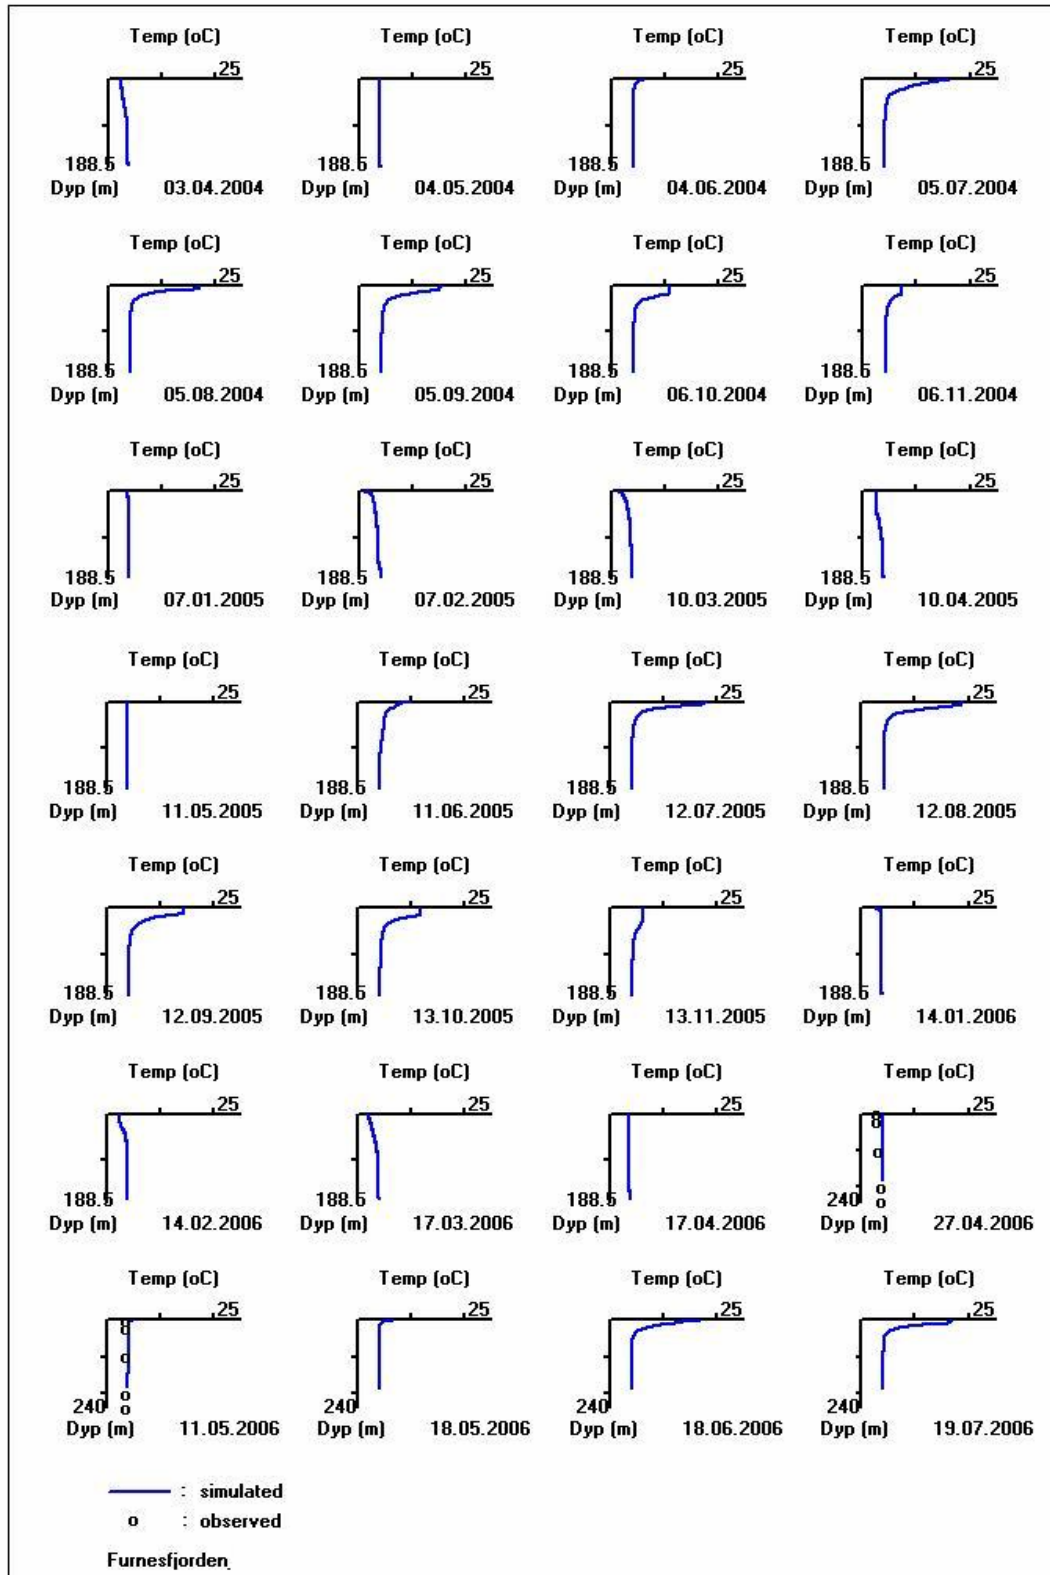 Temp (oC) Temp (oC) Temp (oC) Temp (oC)
25 25 25 25
188.5 188.5 188.5 188.5
Dyp (m) 03.04.2004 Dyp (m) 04.05.2004 Dyp (m) 04.06.2004 Dyp (m) 05.07.2004
Temp (oC) Temp (oC) Temp (oC) Temp (oC)
25 25 25 25
188.5 188.5 188.5 188.5
Dyp (m) 05.08.2004 Dyp (m) 05.09.2004 Dyp (m) 06.10.2004 Dyp (m) 06.11.2004
Temp (oC) Temp (oC) Temp (oC) Temp (oC)
25 25 25 25
188.5 188.5 188.5 188.5
Dyp (m) 07.01.2005 Dyp (m) 07.02.2005 Dyp (m) 10.03.2005 Dyp (m) 10.04.2005
Temp (oC) Temp (oC) Temp (oC) Temp (oC)
25 25 25 25
188.5 188.5 188.5 188.5
Dyp (m) 11.05.2005 Dyp (m) 11.06.2005 Dyp (m) 12.07.2005 Dyp (m) 12.08.2005
Temp (oC) Temp (oC) Temp (oC) Temp (oC)
25 25 25 25
188.5 188.5 188.5 188.5
Dyp (m) 12.09.2005 Dyp (m) 13.10.2005 Dyp (m) 13.11.2005 Dyp (m) 14.01.2006
Temp (oC) Temp (oC) Temp (oC) Temp (oC)
25 25 25 25
188.5 188.5 188.5 240
Dyp (m) 14.02.2006 Dyp (m) 17.03.2006 Dyp (m) 17.04.2006 Dyp (m) 27.04.2006
Temp (oC) Temp (oC) Temp (oC) Temp (oC)
25 25 25 25
240 240 240 240
Dyp (m) 11.05.2006 Dyp (m) 18.05.2006 Dyp (m) 18.06.2006 Dyp (m) 19.07.2006
: simulated
o : observed
Furnesfjorden